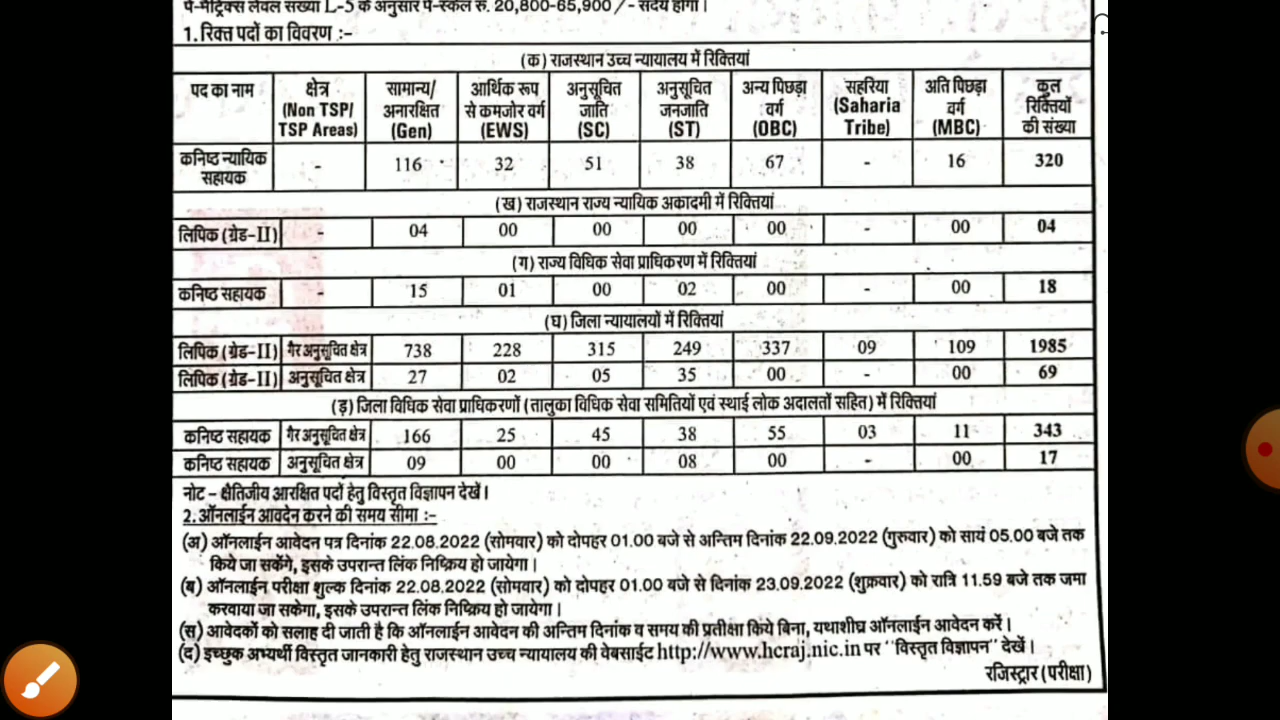 पे-मैट्रिक्स लेवल संख्या L-5 के अनुसार पे-स्केल रु. 20,800-65,900/- संदेय होगा।
1. रिक्त पदों का विवरण :-
(क) राजस्थान उच्च न्यायालय में रिक्तियां
पद का नाम क्षेत्र (Non TSP/ TSP Areas) सामान्य/ अनारक्षित (Gen) आर्थिक रूप से कमजोर वर्ग (EWS) अनुसूचित जाति (SC) अनुसूचित जनजाति (ST) अन्य पिछड़ा वर्ग (OBC) सहरिया (Saharia Tribe) अति पिछड़ा वर्ग (MBC) कुल रिक्तियों की संख्या
कनिष्ठ न्यायिक सहायक - 116 32 51 38 67 - 16 320
(ख) राजस्थान राज्य न्यायिक अकादमी में रिक्तियां
लिपिक (ग्रेड-II) - 04 00 00 00 00 - 00 04
(ग) राज्य विधिक सेवा प्राधिकरण में रिक्तियां
कनिष्ठ सहायक - 15 01 00 02 00 - 00 18
(घ) जिला न्यायालयों में रिक्तियां
लिपिक (ग्रेड-II) गैर अनुसूचित क्षेत्र 738 228 315 249 337 09 109 1985
लिपिक (ग्रेड-II) अनुसूचित क्षेत्र 27 02 05 35 00 - 00 69
(ड़) जिला विधिक सेवा प्राधिकरणों (तालुका विधिक सेवा समितियों एवं स्थाई लोक अदालतों सहित) में रिक्तियां
कनिष्ठ सहायक गैर अनुसूचित क्षेत्र 166 25 45 38 55 03 11 343
कनिष्ठ सहायक अनुसूचित क्षेत्र 09 00 00 08 00 - 00 17
नोट – क्षैतिजीय आरक्षित पदों हेतु विस्तृत विज्ञापन देखें।
2. ऑनलाईन आवदेन करने की समय सीमा :-
(अ) ऑनलाईन आवेदन पत्र दिनांक 22.08.2022 (सोमवार) को दोपहर 01.00 बजे से अन्तिम दिनांक 22.09.2022 (गुरुवार) को सायं 05.00 बजे तक
किये जा सकेंगे, इसके उपरान्त लिंक निष्क्रिय हो जायेगा।
(ब) ऑनलाईन परीक्षा शुल्क दिनांक 22.08.2022 (सोमवार) को दोपहर 01.00 बजे से दिनांक 23.09.2022 (शुक्रवार) को रात्रि 11.59 बजे तक जमा
करवाया जा सकेगा, इसके उपरान्त लिंक निष्क्रिय हो जायेगा।
(स) आवेदकों को सलाह दी जाती है कि ऑनलाईन आवेदन की अन्तिम दिनांक व समय की प्रतीक्षा किये बिना, यथाशीघ्र ऑनलाईन आवेदन करें।
(द) इच्छुक अभ्यर्थी विस्तृत जानकारी हेतु राजस्थान उच्च न्यायालय की वेबसाईट http://www.hcraj.nic.in पर "विस्तृत विज्ञापन" देखें।
रजिस्ट्रार (परीक्षा)